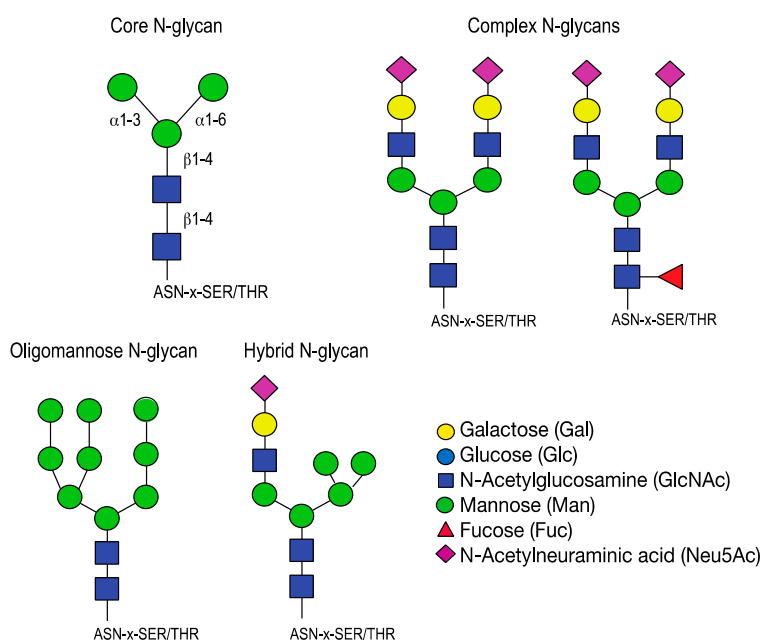 Core N-glycan
Complex N-glycans
α1-3
α1-6
β1-4
β1-4
ASN-x-SER/THR
ASN-x-SER/THR
ASN-x-SER/THR
Oligomannose N-glycan
Hybrid N-glycan
Galactose (Gal)
Glucose (Glc)
N-Acetylglucosamine (GlcNAc)
Mannose (Man)
Fucose (Fuc)
N-Acetylneuraminic acid (Neu5Ac)
ASN-x-SER/THR
ASN-x-SER/THR